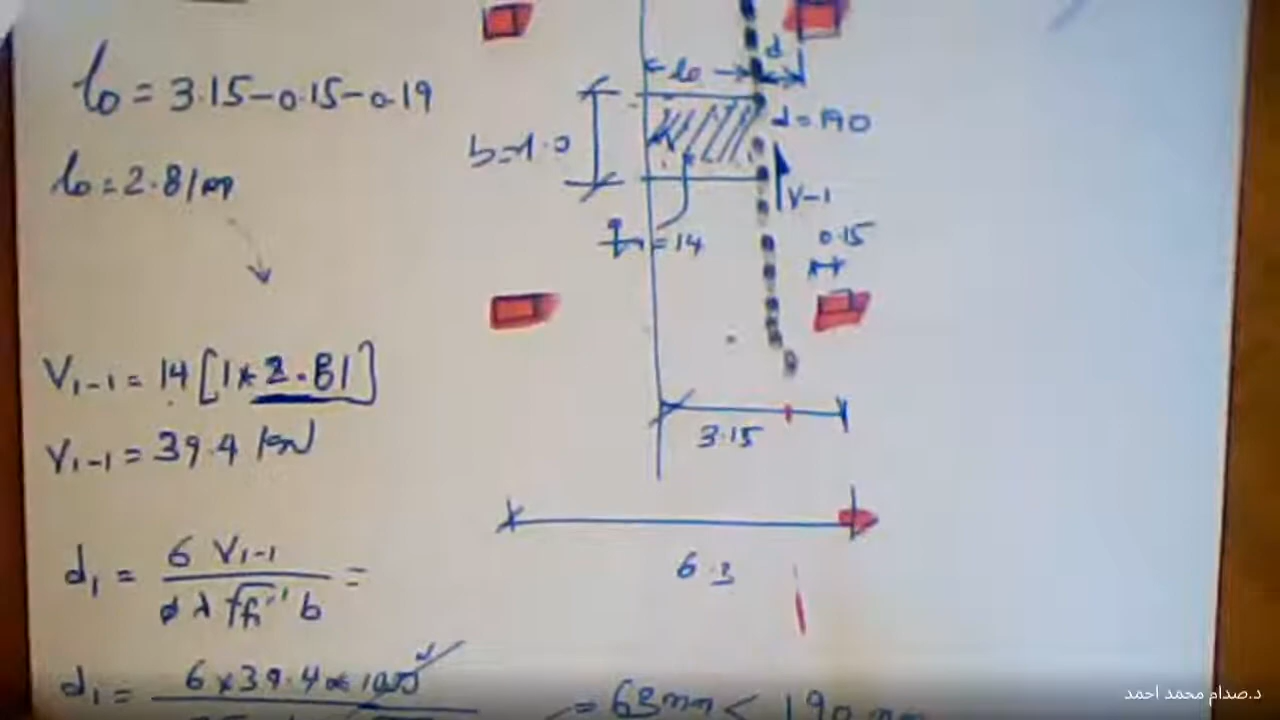 lo = 3.15-0.15-0.19
lo = 2.81m
V1-1 = 14 [1*2.81]
V1-1 = 39.4 kN
d1 = 6 V1-1 / ϕ λ √fc' b =
d1 = 6 x 39.4 x 1000
= 63mm < 190 mm
lo
d
b=1.0
d=190
V-1
qu=14
0.15
3.15
6.3
د.صدام محمد احمد